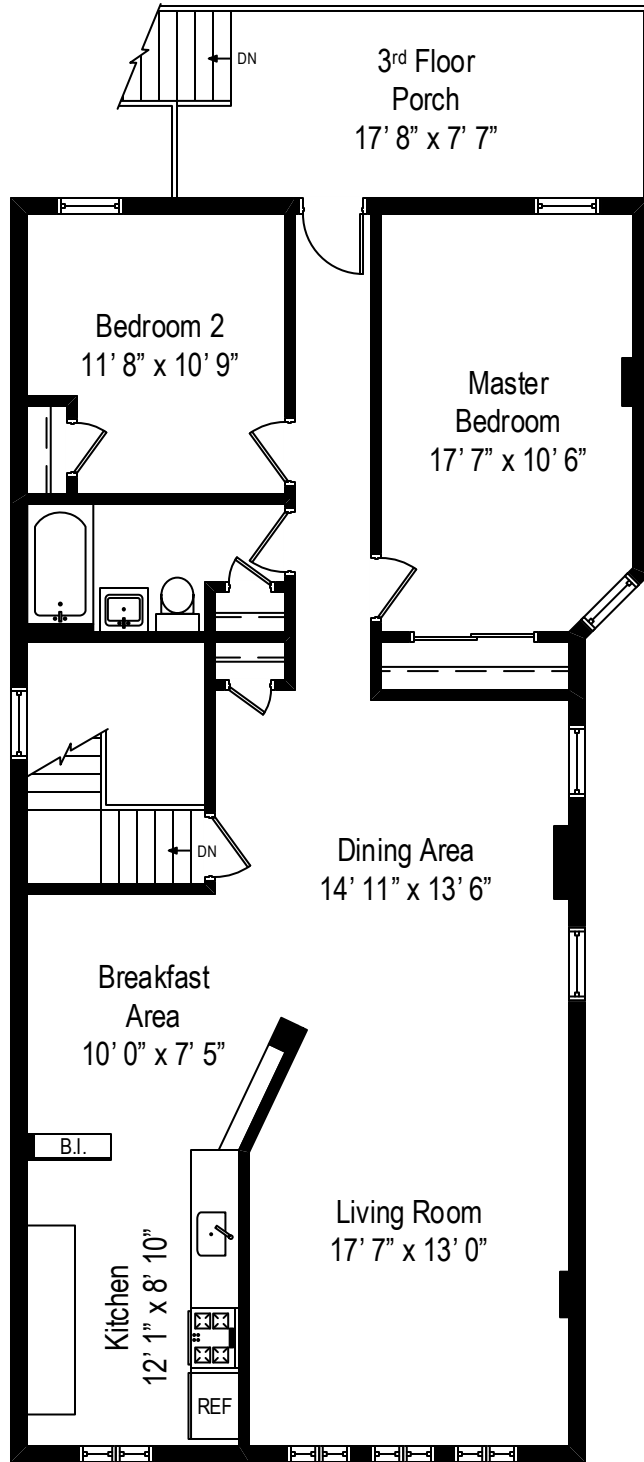 DN
3rd Floor
Porch
17’ 8” x 7’ 7”
Bedroom 2
11’ 8” x 10’ 9”
Master
Bedroom
17’ 7” x 10’ 6”
DN
Dining Area
14’ 11” x 13’ 6”
Breakfast
Area
10’ 0” x 7’ 5”
B.I.
Living Room
17’ 7” x 13’ 0”
Kitchen
12’ 1” x 8’ 10”
REF